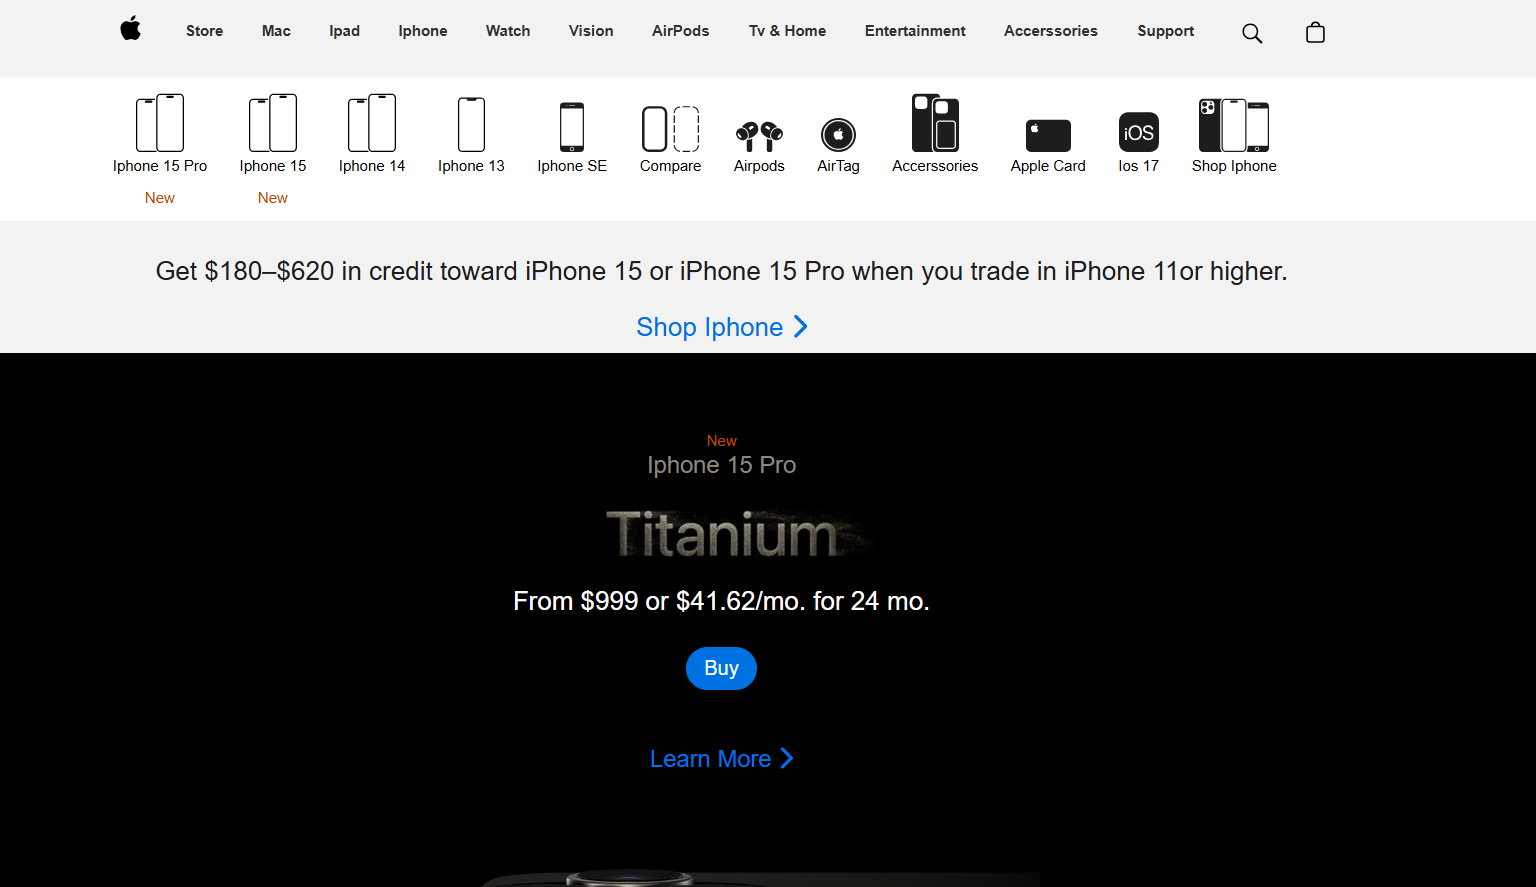 Store Mac Ipad Iphone Watch Vision AirPods Tv & Home Entertainment Accerssories Support
iOS
Iphone 15 Pro Iphone 15 Iphone 14 Iphone 13 Iphone SE Compare Airpods AirTag Accerssories Apple Card Ios 17 Shop Iphone
New New
Get $180–$620 in credit toward iPhone 15 or iPhone 15 Pro when you trade in iPhone 11or higher.
Shop Iphone
New
Iphone 15 Pro
Titanium
From $999 or $41.62/mo. for 24 mo.
Buy
Learn More